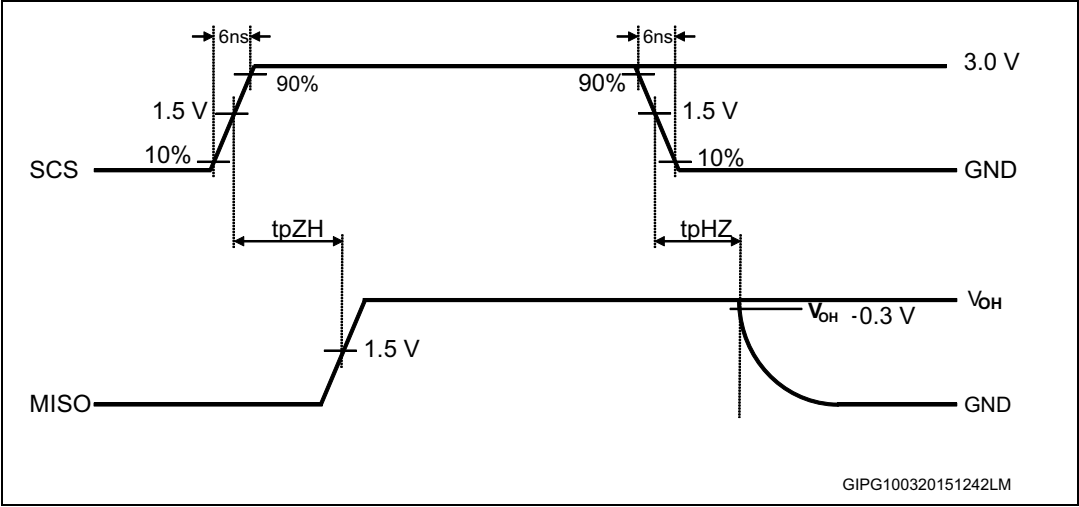 6ns 6ns
3.0 V
90% 90%
1.5 V 1.5 V
10% 10%
SCS GND
tpZH tpHZ
VOH
VOH -0.3 V
1.5 V
MISO GND
GIPG100320151242LM